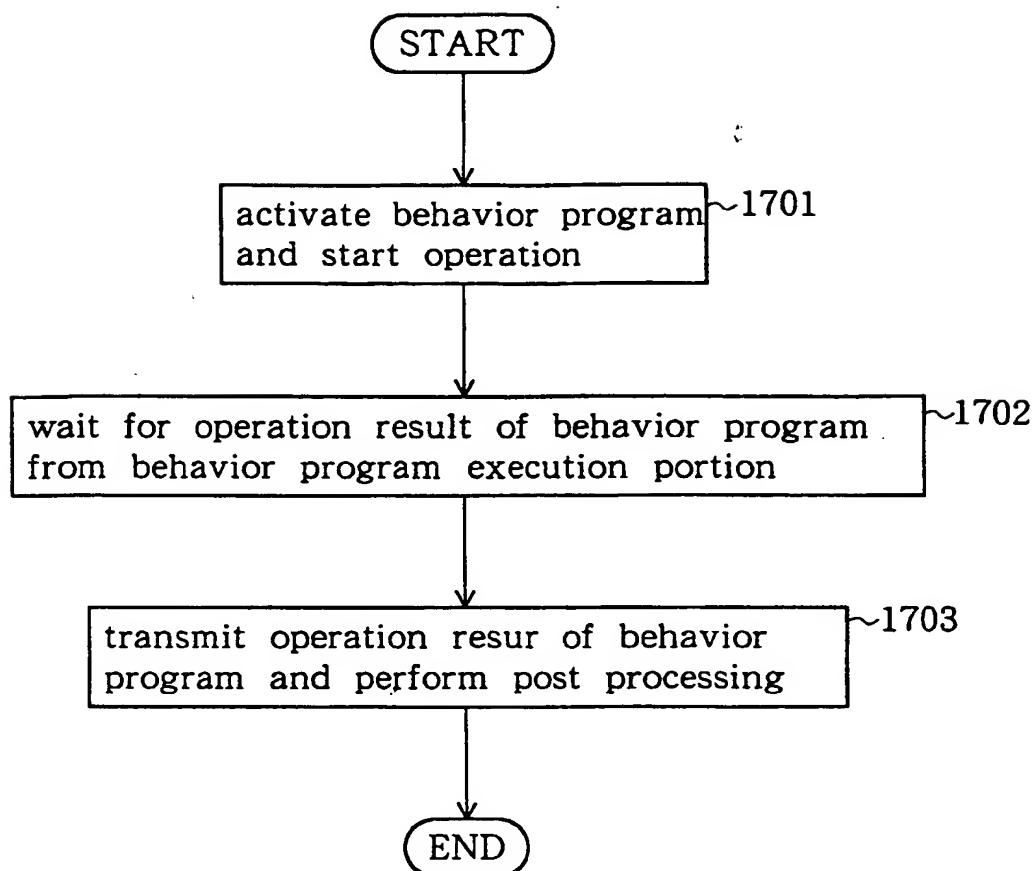 START
activate behavior program
and start operation
1701
wait for operation result of behavior program
from behavior program execution portion
1702
transmit operation resur of behavior
program and perform post processing
1703
END